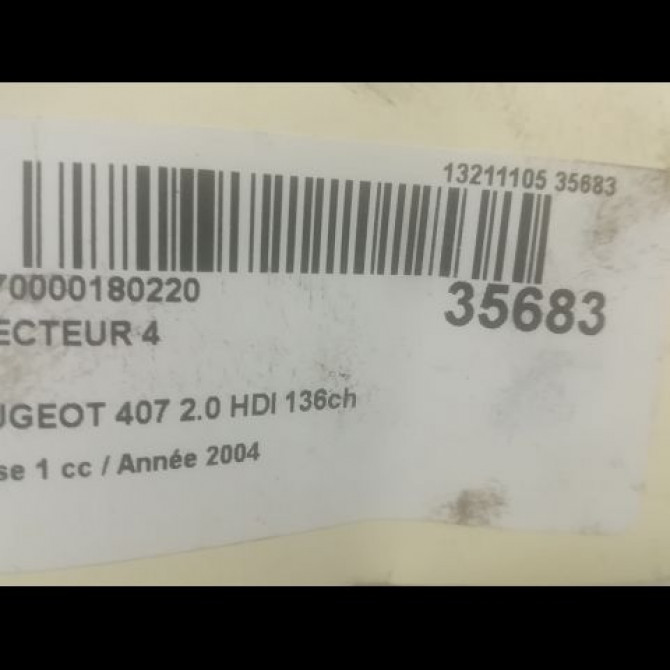 13211105 35683
70000180220
35683
ECTEUR 4
UGEOT 407 2.0 HDI 136ch
se 1 cc / Année 2004